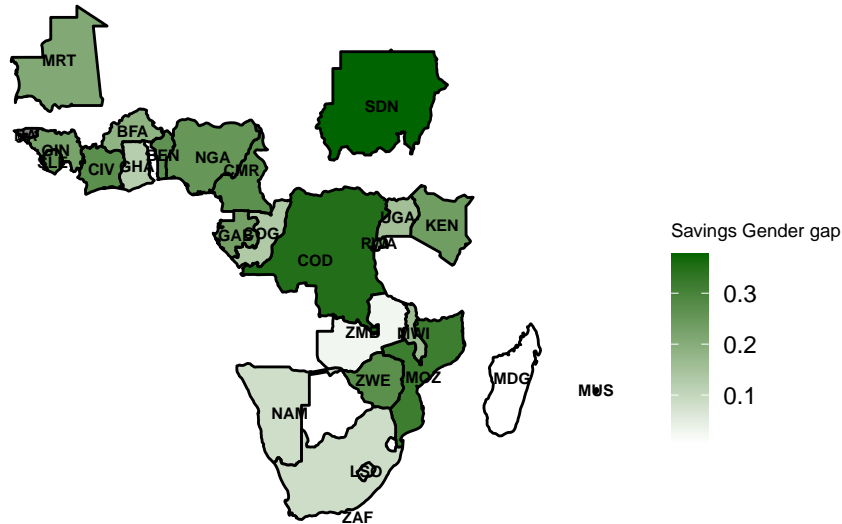 MRT
SDN
BFA
GIN
SLE
CIV
GHA
BEN
NGA
CMR
UGA
KEN
GAB
COG
RWA
COD
Savings Gender gap
0.3
0.2
0.1
ZMB
MWI
ZWE
MOZ
MDG
MUS
NAM
LSO
ZAF